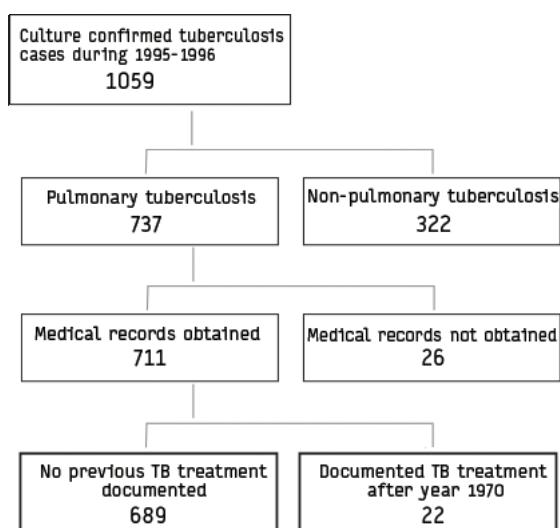 Culture confirmed tuberculosis
cases during 1995-1996
1059
Pulmonary tuberculosis
737
Non-pulmonary tuberculosis
322
Medical records obtained
711
Medical records not obtained
26
No previous TB treatment
documented
689
Documented TB treatment
after year 1970
22